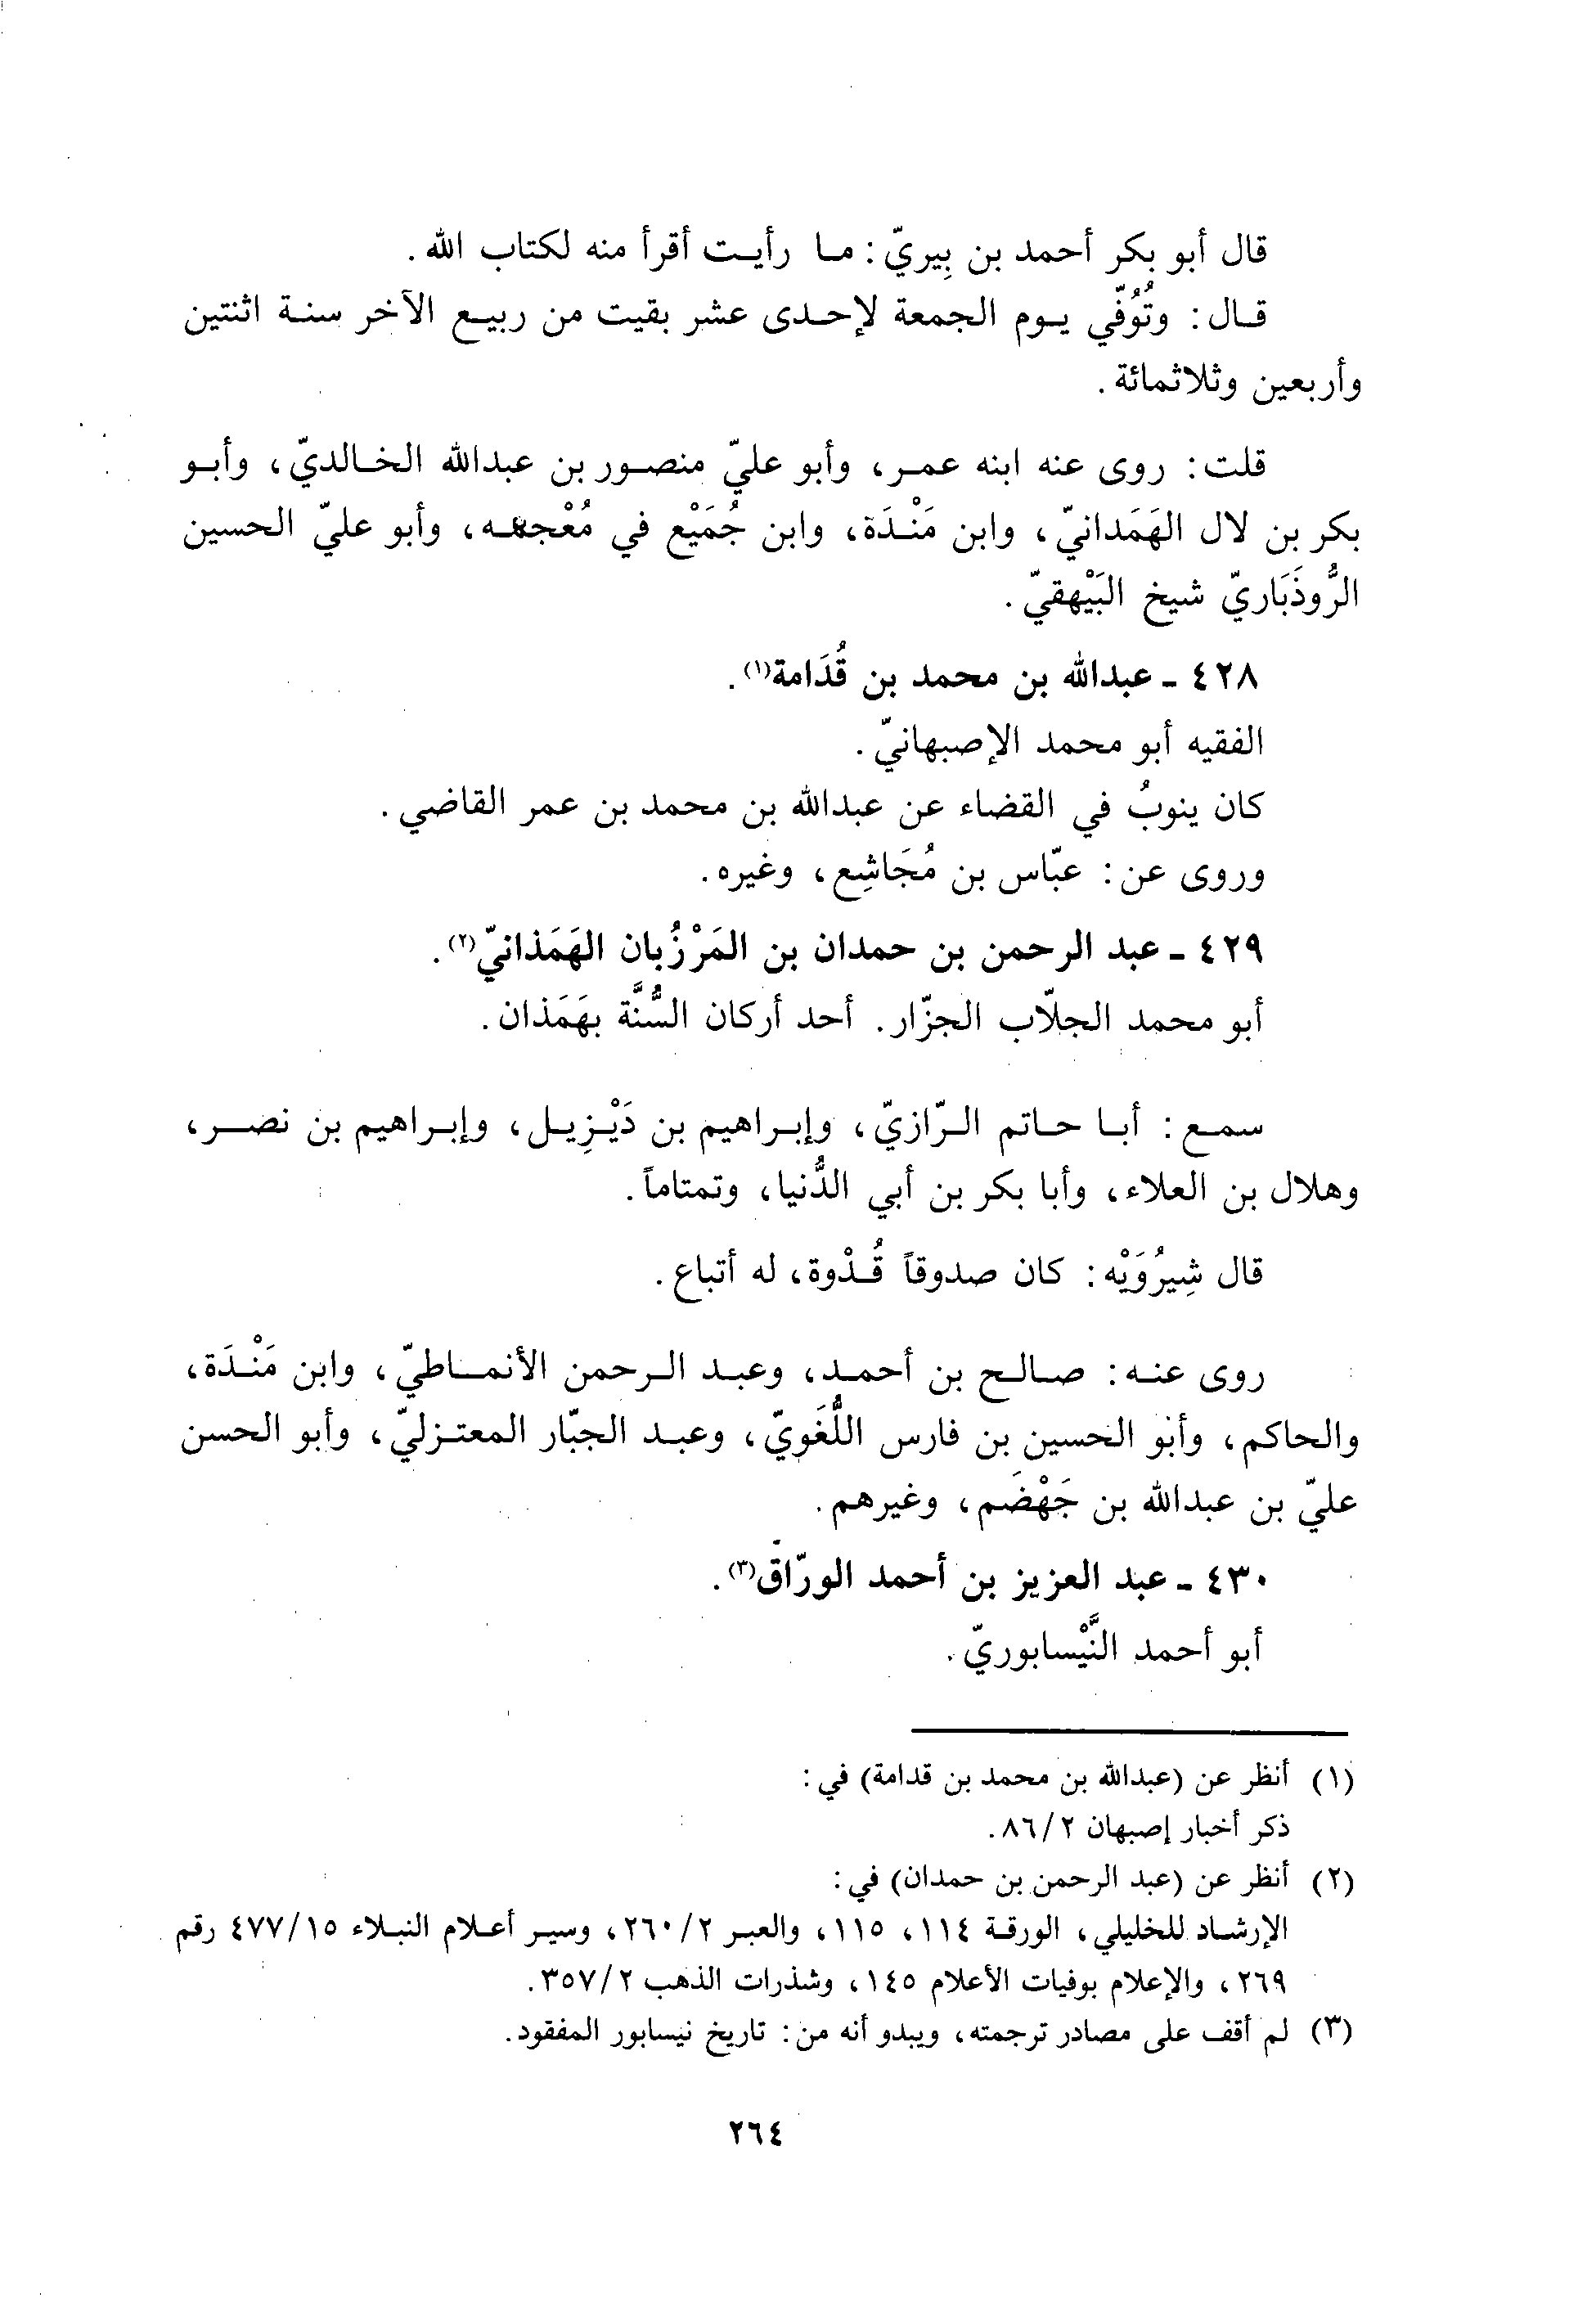 قال أبو بكر أحمد بن بِيريّ: ما رأيت أقرأ منه لكتاب الله.
قال: وتُوُفّي يوم الجمعة لإحدى عشر بقيت من ربيع الآخر سنة اثنتين
وأربعين وثلاثمائة.
قلت: روى عنه ابنه عمر، وأبو عليّ منصور بن عبدالله الخالديّ، وأبو
بكر بن لال الهَمَدانيّ، وابن مَنْدَة، وابن جُمَيْع في مُعْجمه، وأبو عليّ الحسين
الرُّوذَبَاريّ شيخ البَيْهقيّ.
٤٢٨ - عبدالله بن محمد بن قُدَامة(١).
الفقيه أبو محمد الإصبهانيّ.
كان ينوبُ في القضاء عن عبدالله بن محمد بن عمر القاضي.
وروى عن: عبّاس بن مُجَاشِع، وغيره.
٤٢٩ - عبد الرحمن بن حمدان بن المَرْزُبان الهَمَذانيّ(٢).
أبو محمد الجلّاب الجزّار. أحد أركان السُّنَّة بهَمَذان.
سمع: أبا حاتم الرّازيّ، وإبراهيم بن دَيْزِيل، وإبراهيم بن نصر،
وهلال بن العلاء، وأبا بكر بن أبي الدُّنيا، وتمتاماً.
قال شِيرُوَيْه: كان صدوقاً قُدْوة، له أتباع.
روى عنه: صالح بن أحمد، وعبد الرحمن الأنماطيّ، وابن مَنْدَة،
والحاكم، وأبو الحسين بن فارس اللُّغَويّ، وعبد الجبّار المعتزليّ، وأبو الحسن
عليّ بن عبدالله بن جَهْضَم، وغيرهم.
٤٣٠ - عبد العزيز بن أحمد الورّاق(٣).
أبو أحمد النَّيْسابوريّ.
(١) أنظر عن (عبدالله بن محمد بن قدامة) في:
ذكر أخبار إصبهان ٨٦/٢.
(٢) أنظر عن (عبد الرحمن بن حمدان) في:
الإرشاد للخليلي، الورقة ١١٤، ١١٥، والعبر ٢٦٠/٢، وسير أعلام النبلاء ٤٧٧/١٥ رقم
٢٦٩، والإعلام بوفيات الأعلام ١٤٥، وشذرات الذهب ٣٥٧/٢.
(٣) لم أقف على مصادر ترجمته، ويبدو أنه من: تاريخ نيسابور المفقود.
٢٦٤